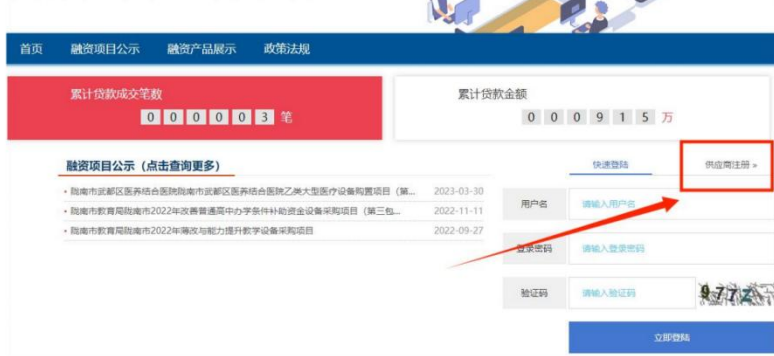 首页 融资项目公示 融资产品展示 政策法规
累计贷款成交笔数
0 0 0 0 0 3 笔
累计贷款金额
0 0 0 9 1 5 万
融资项目公示（点击查询更多）
• 陇南市武都区医养结合医院陇南市武都区医养结合医院乙类大型医疗设备购置项目（第... 2023-03-30
• 陇南市教育局陇南市2022年改善普通高中办学条件补助资金设备采购项目（第三包... 2022-11-11
• 陇南市教育局陇南市2022年薄改与能力提升教学设备采购项目 2022-09-27
快速登陆 供应商注册 »
用户名 请输入用户名
登录密码 请输入登录密码
验证码 请输入验证码 977Z
立即登陆